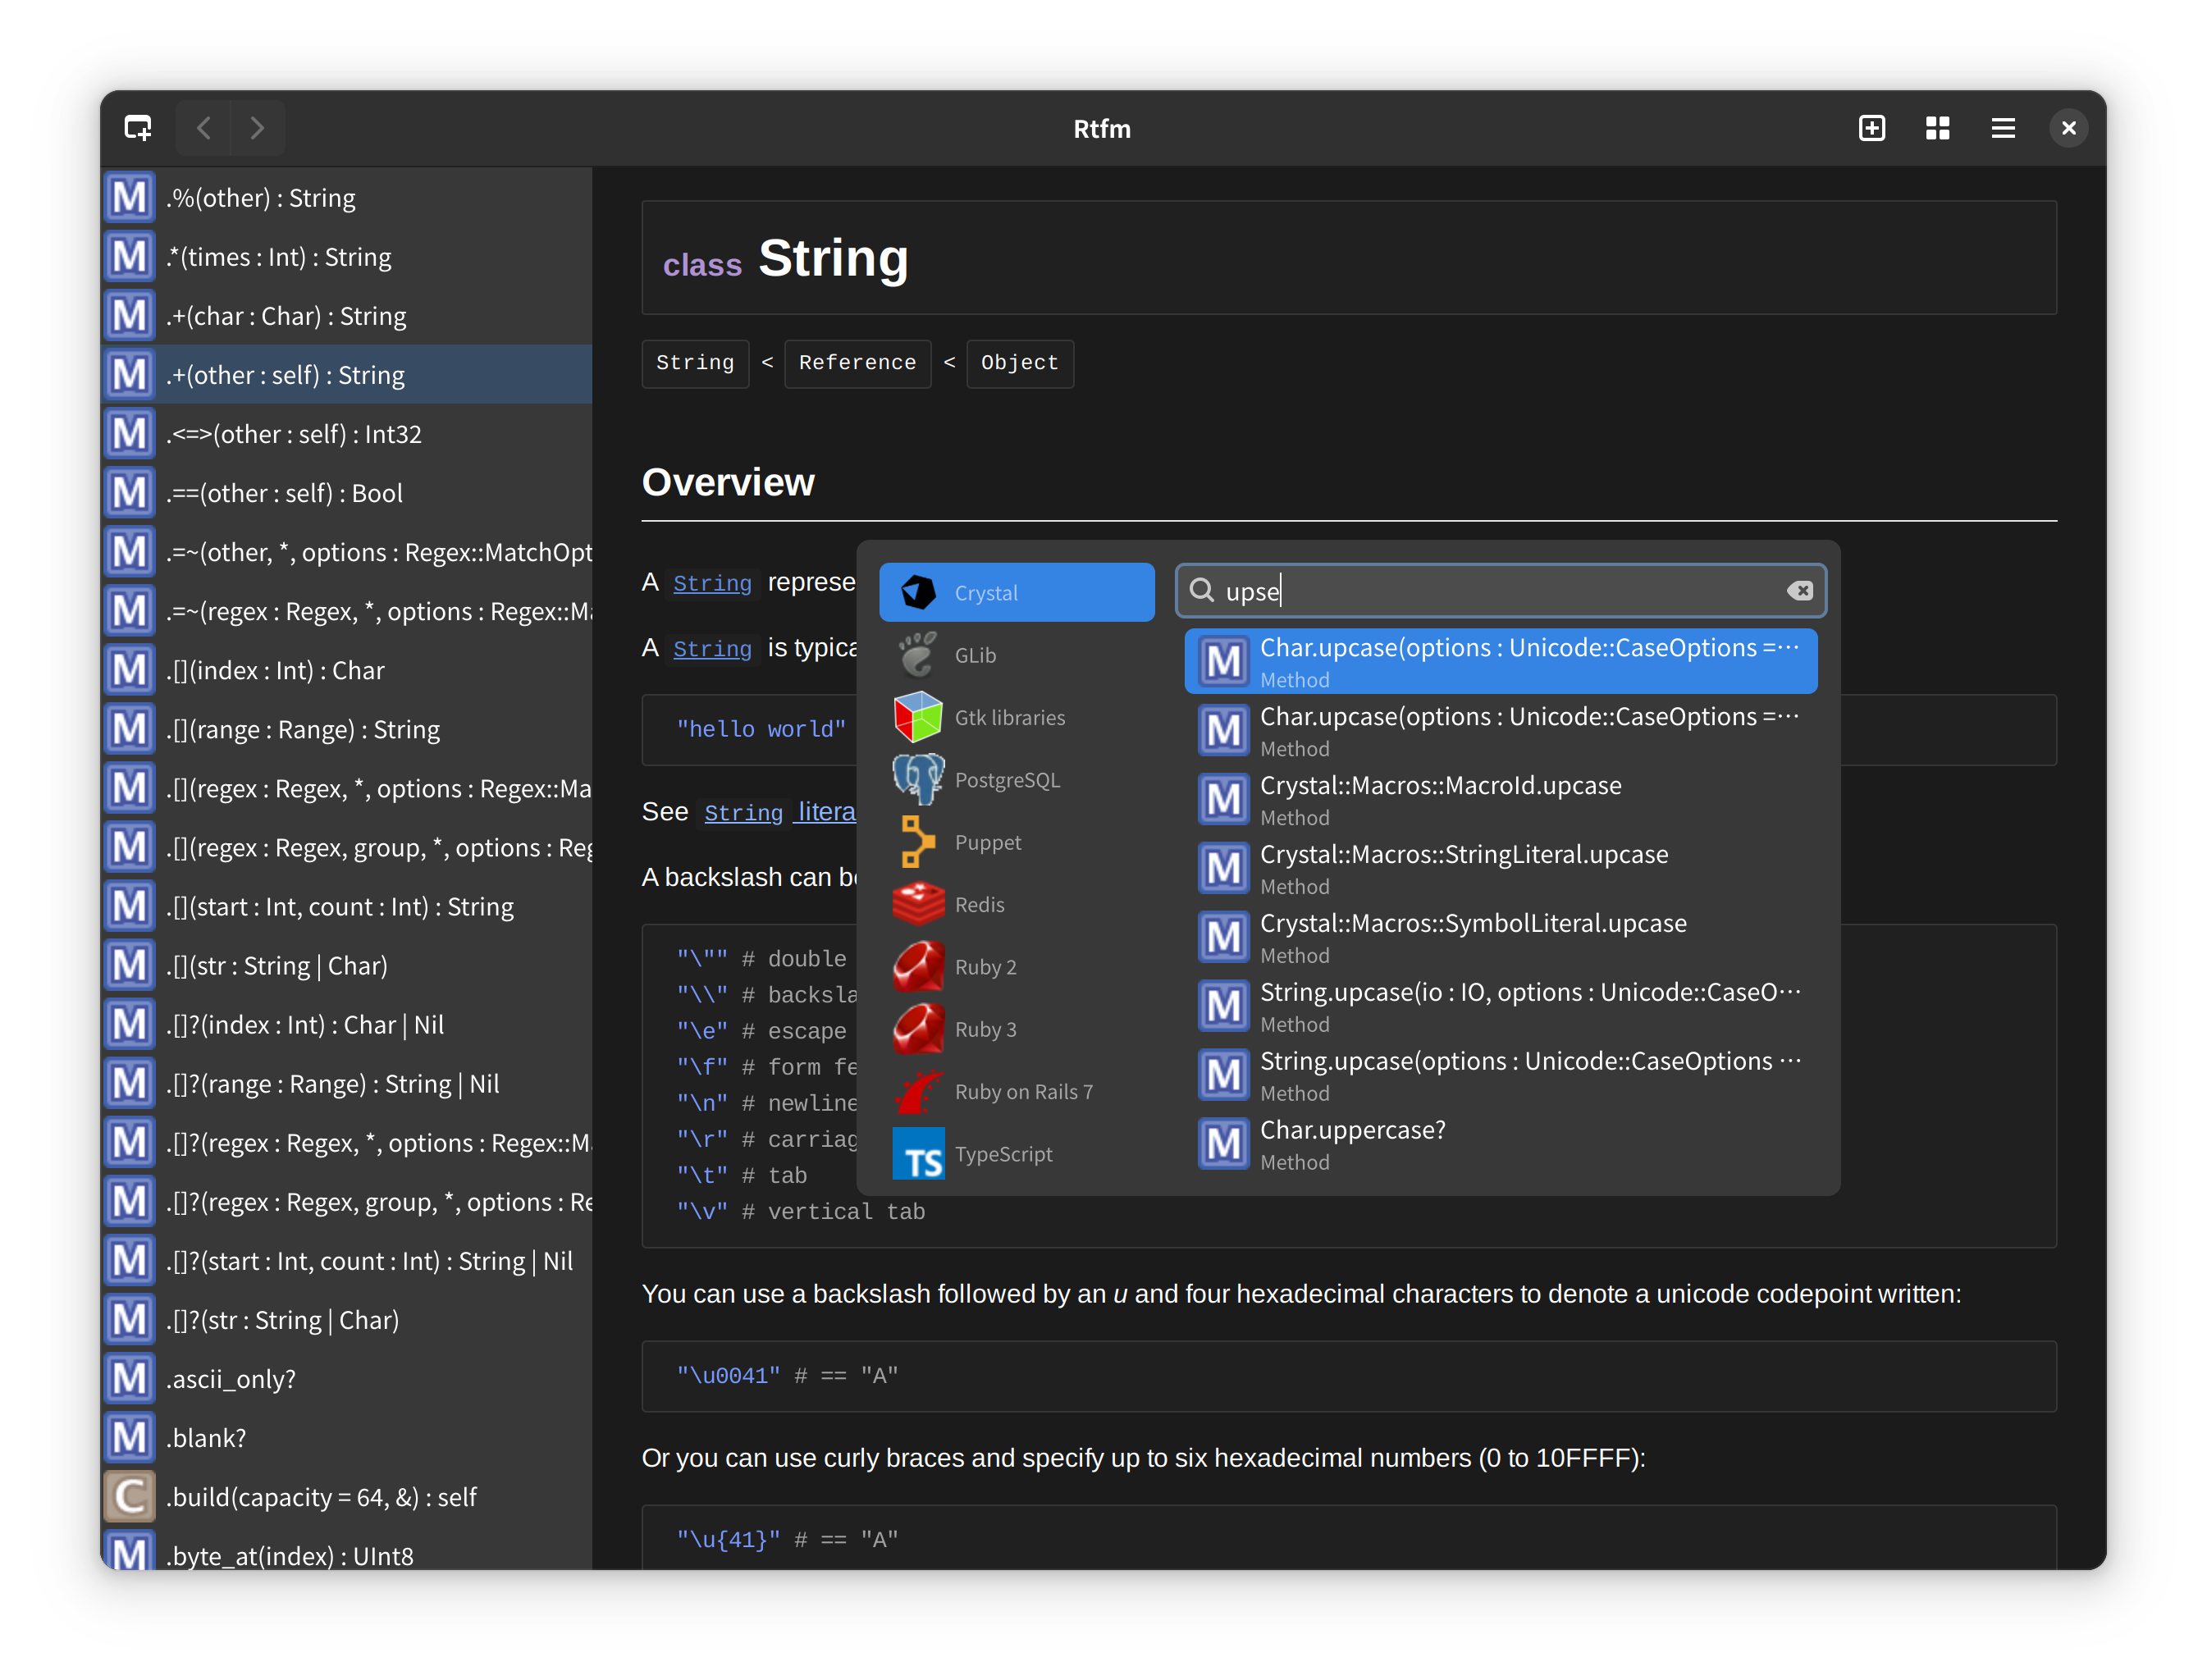 Rtfm
.%(other) : String
.*(times : Int) : String
.+(char : Char) : String
.+(other : self) : String
.<=>(other : self) : Int32
.==(other : self) : Bool
.=~(other, *, options : Regex::MatchOpt
.=~(regex : Regex, *, options : Regex::Ma
.[](index : Int) : Char
.[](range : Range) : String
.[](regex : Regex, *, options : Regex::Ma
.[](regex : Regex, group, *, options : Reg
.[](start : Int, count : Int) : String
.[](str : String | Char)
.[]?(index : Int) : Char | Nil
.[]?(range : Range) : String | Nil
.[]?(regex : Regex, *, options : Regex::Ma
.[]?(regex : Regex, group, *, options : Re
.[]?(start : Int, count : Int) : String | Nil
.[]?(str : String | Char)
.ascii_only?
.blank?
.build(capacity = 64, &) : self
.byte_at(index) : UInt8
class String
String < Reference < Object
Overview
A String represe
A String is typica
"hello world"
See String litera
A backslash can be
"\"" # double
"\\" # backsla
"\e" # escape
"\f" # form fe
"\n" # newline
"\r" # carriag
"\t" # tab
"\v" # vertical tab
You can use a backslash followed by an u and four hexadecimal characters to denote a unicode codepoint written:
"\u0041" # == "A"
Or you can use curly braces and specify up to six hexadecimal numbers (0 to 10FFFF):
"\u{41}" # == "A"
Crystal
GLib
Gtk libraries
PostgreSQL
Puppet
Redis
Ruby 2
Ruby 3
Ruby on Rails 7
TS TypeScript
upse
M Char.upcase(options : Unicode::CaseOptions =···
Method
M Char.upcase(options : Unicode::CaseOptions =···
Method
M Crystal::Macros::MacroId.upcase
Method
M Crystal::Macros::StringLiteral.upcase
Method
M Crystal::Macros::SymbolLiteral.upcase
Method
M String.upcase(io : IO, options : Unicode::CaseO···
Method
M String.upcase(options : Unicode::CaseOptions ···
Method
M Char.uppercase?
Method